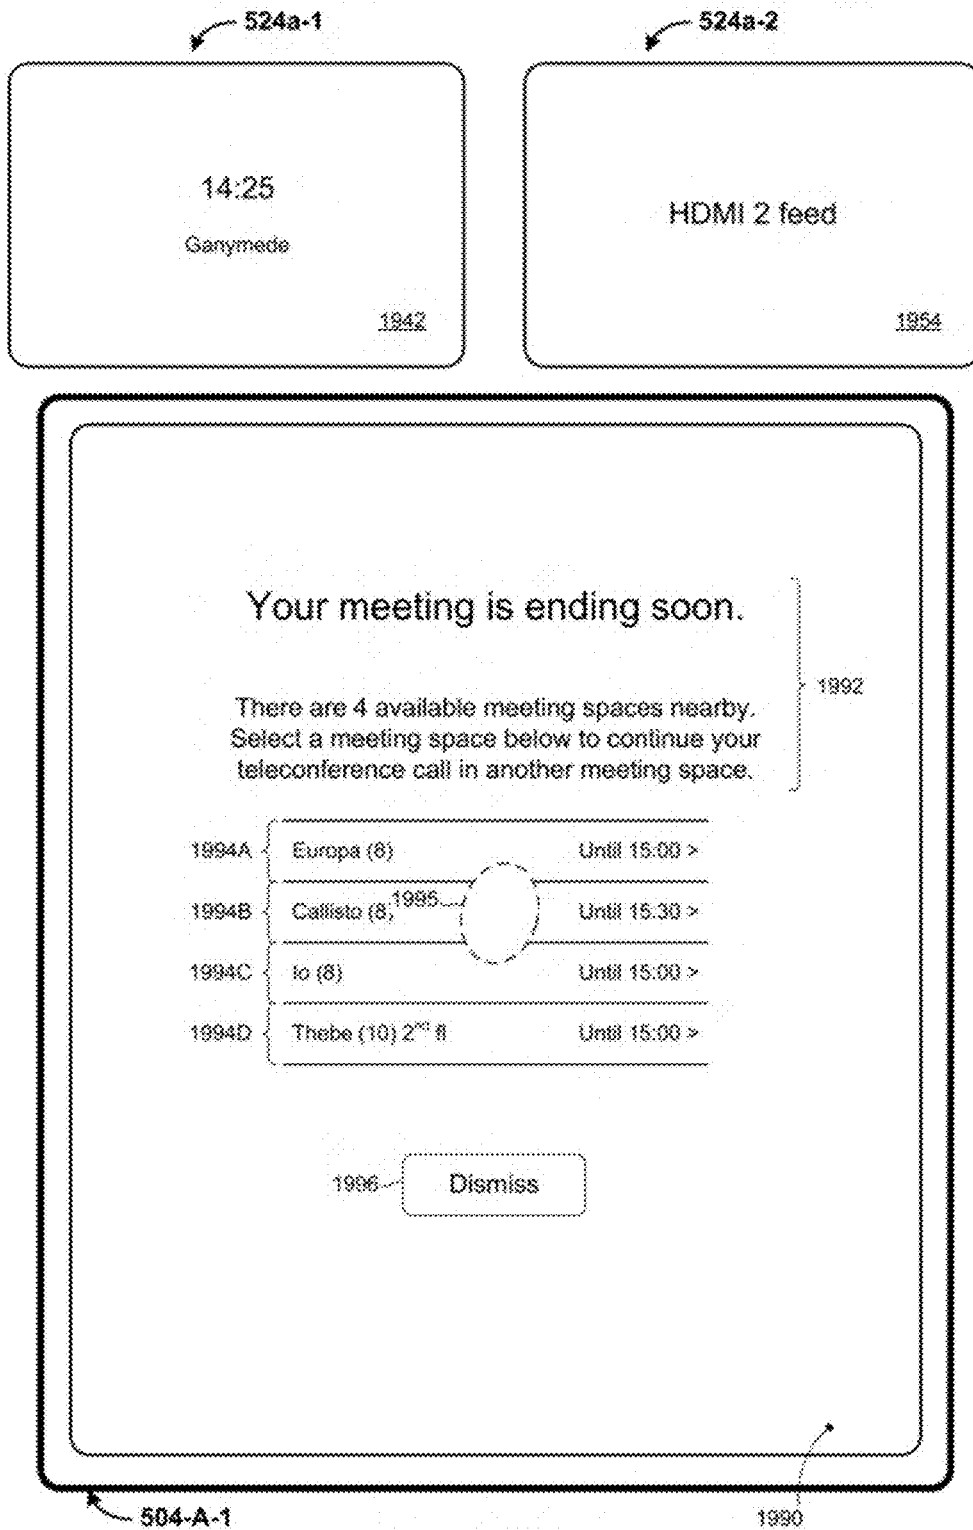 524a-1
524a-2
14:25
Ganymede
1942
HDMI 2 feed
1954
Your meeting is ending soon.
There are 4 available meeting spaces nearby.
Select a meeting space below to continue your
teleconference call in another meeting space.
1992
1994A Europa (8) Until 15:00 >
1995
1994B Callisto (8) Until 15:30 >
1994C Io (8) Until 15:00 >
1994D Thebe (10) 2nd fl Until 15:00 >
1996 Dismiss
504-A-1
1990